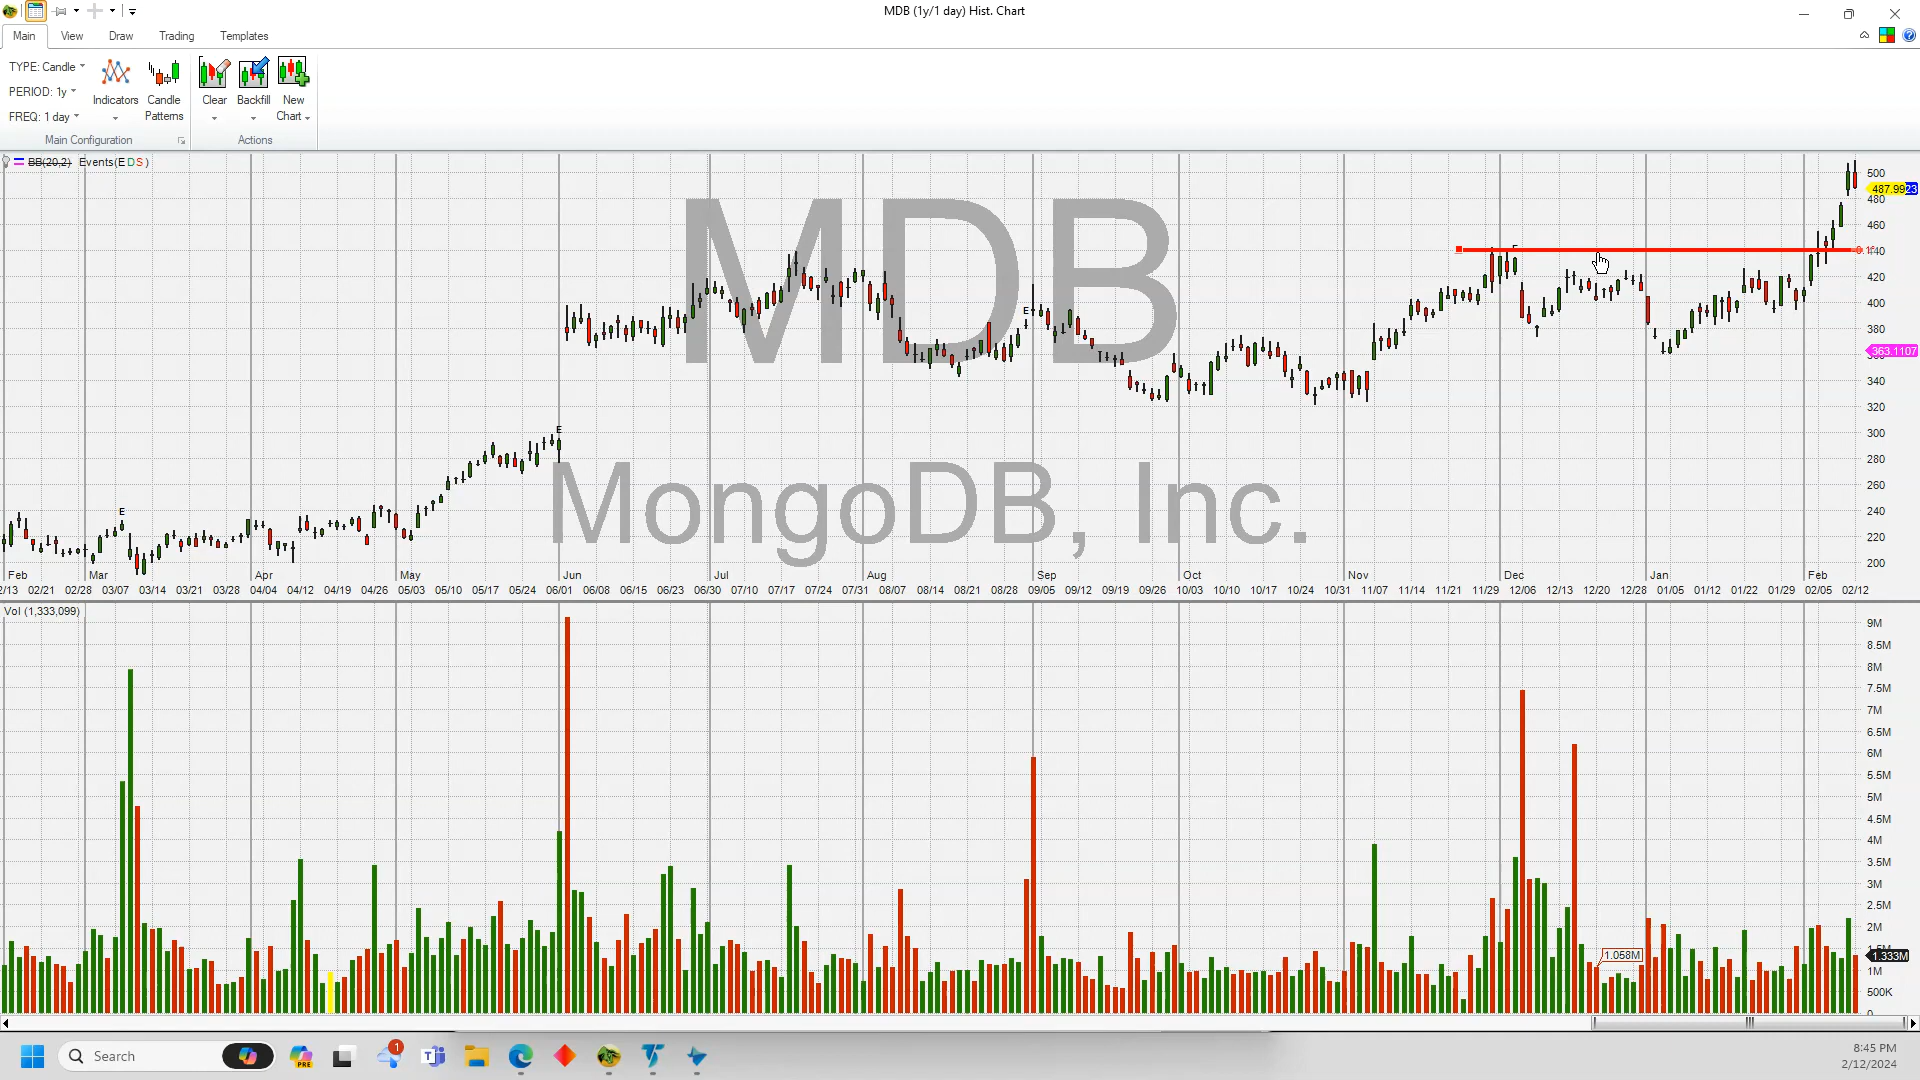 MDB (1y/1 day) Hist. Chart
Main View Draw Trading Templates
TYPE: Candle
PERIOD: 1y
FREQ: 1 day
Indicators
Candle Patterns
Clear
Backfill
New Chart
Main Configuration
Actions
BB(20,2) Events(EDS)
MDB
MongoDB, Inc.
E
E
E
500
487.99
23
480
460
440
420
400
380
363.1107
340
320
300
280
260
240
220
200
Feb Mar Apr May Jun Jul Aug Sep Oct Nov Dec Jan Feb
2/13 02/21 02/28 03/07 03/14 03/21 03/28 04/04 04/12 04/19 04/26 05/03 05/10 05/17 05/24 06/01 06/08 06/15 06/23 06/30 07/10 07/17 07/24 07/31 08/07 08/14 08/21 08/28 09/05 09/12 09/19 09/26 10/03 10/10 10/17 10/24 10/31 11/07 11/14 11/21 11/29 12/06 12/13 12/20 12/28 01/05 01/12 01/22 01/29 02/05 02/12
Vol (1,333,099)
9M
8.5M
8M
7.5M
7M
6.5M
6M
5.5M
5M
4.5M
4M
3.5M
3M
2.5M
2M
1.058M
1.333M
1M
500K
Search
PRE
1
8:45 PM
2/12/2024